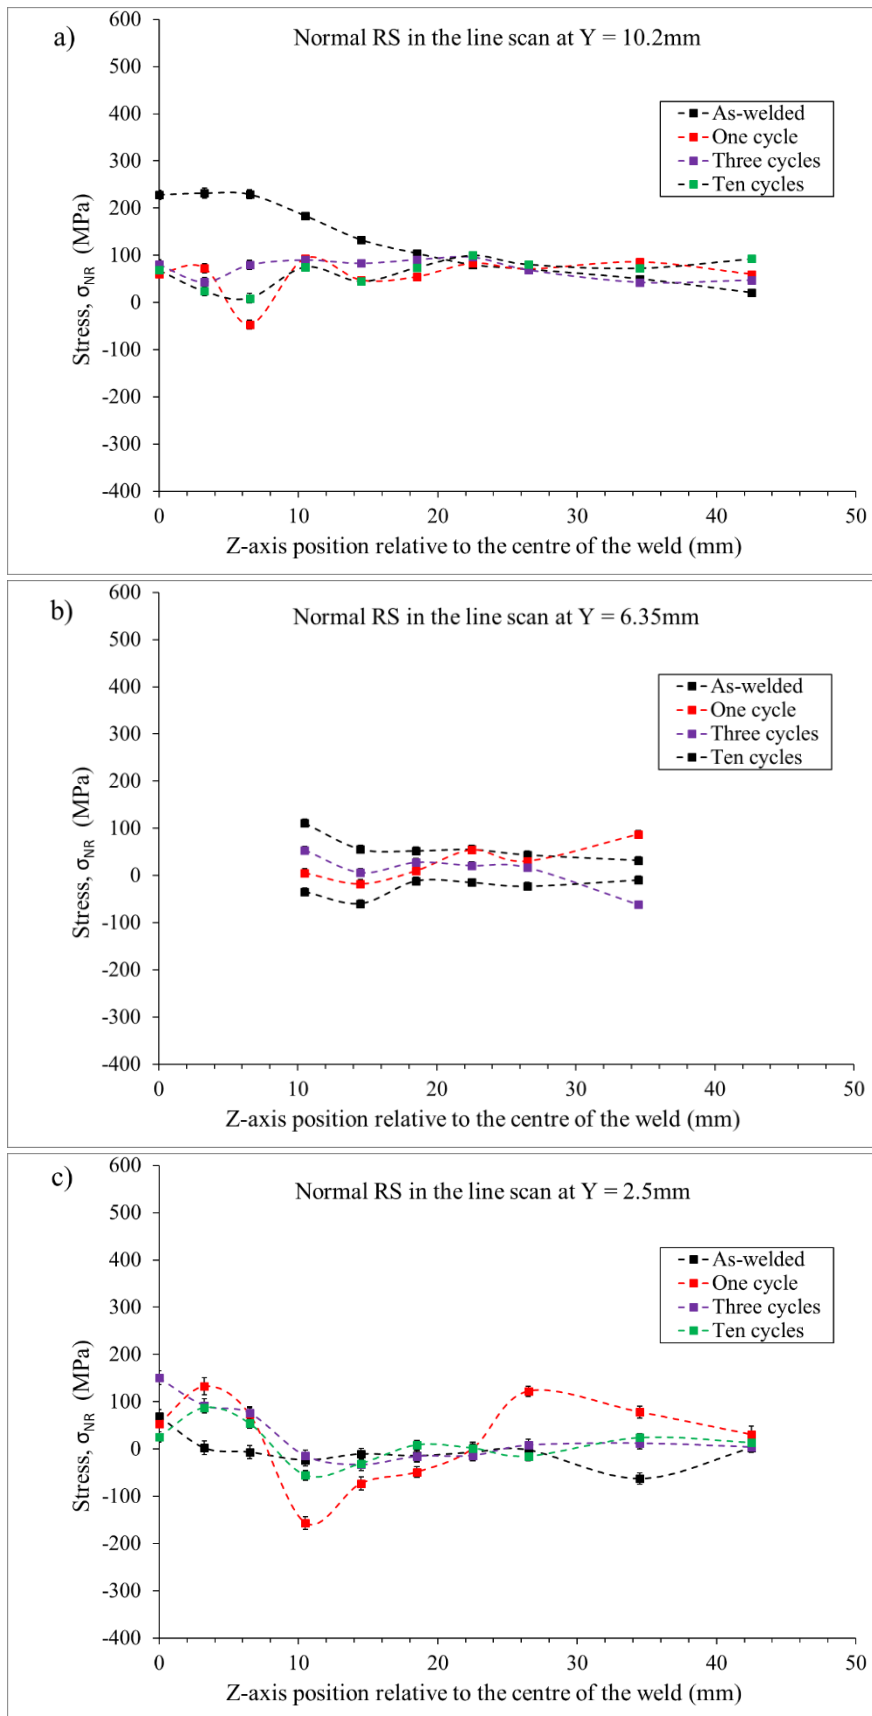 a)
Normal RS in the line scan at Y = 10.2mm
600
500
400
300
200
100
0
-100
-200
-300
-400
Stress, σNR (MPa)
As-welded
One cycle
Three cycles
Ten cycles
0 10 20 30 40 50
Z-axis position relative to the centre of the weld (mm)
b)
Normal RS in the line scan at Y = 6.35mm
600
500
400
300
200
100
0
-100
-200
-300
-400
Stress, σNR (MPa)
As-welded
One cycle
Three cycles
Ten cycles
0 10 20 30 40 50
Z-axis position relative to the centre of the weld (mm)
c)
Normal RS in the line scan at Y = 2.5mm
600
500
400
300
200
100
0
-100
-200
-300
-400
Stress, σNR (MPa)
As-welded
One cycle
Three cycles
Ten cycles
0 10 20 30 40 50
Z-axis position relative to the centre of the weld (mm)